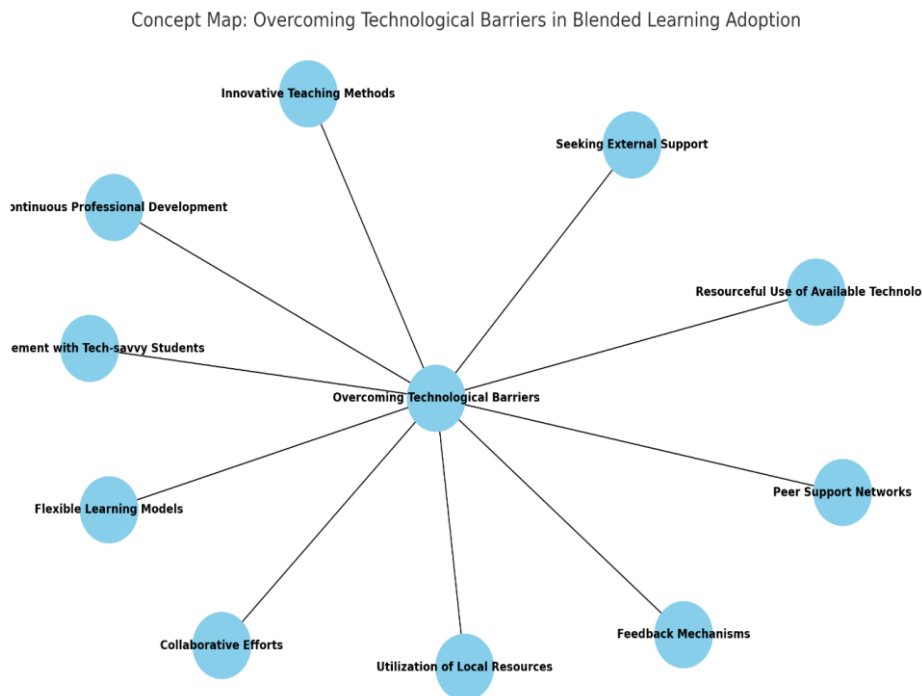 Concept Map: Overcoming Technological Barriers in Blended Learning Adoption
Innovative Teaching Methods
Seeking External Support
ontinuous Professional Development
Resourceful Use of Available Technolo
ement with Tech-savvy Students
Overcoming Technological Barriers
Peer Support Networks
Flexible Learning Models
Feedback Mechanisms
Collaborative Efforts
Utilization of Local Resources